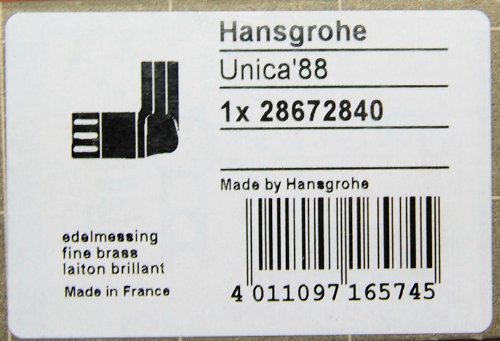 Hansgrohe
Unica'88
1x 28672840
Made by Hansgrohe
edelmessing
fine brass
laiton brillant
Made in France
4 011097 165745